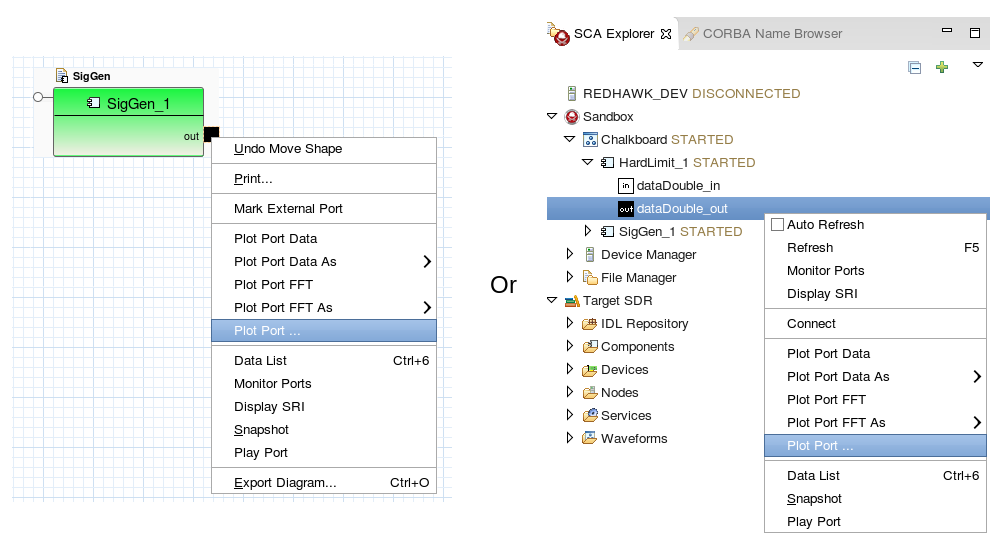 SigGen
SigGen_1
out
Undo Move Shape
Print...
Mark External Port
Plot Port Data
Plot Port Data As
Plot Port FFT
Plot Port FFT As
Plot Port ...
Data List Ctrl+6
Monitor Ports
Display SRI
Snapshot
Play Port
Export Diagram... Ctrl+O
Or
SCA Explorer CORBA Name Browser
REDHAWK_DEV DISCONNECTED
Sandbox
Chalkboard STARTED
HardLimit_1 STARTED
in dataDouble_in
out dataDouble_out
SigGen_1 STARTED
Device Manager
File Manager
Target SDR
IDL Repository
Components
Devices
Nodes
Services
Waveforms
Auto Refresh
Refresh F5
Monitor Ports
Display SRI
Connect
Plot Port Data
Plot Port Data As
Plot Port FFT
Plot Port FFT As
Plot Port ...
Data List Ctrl+6
Snapshot
Play Port